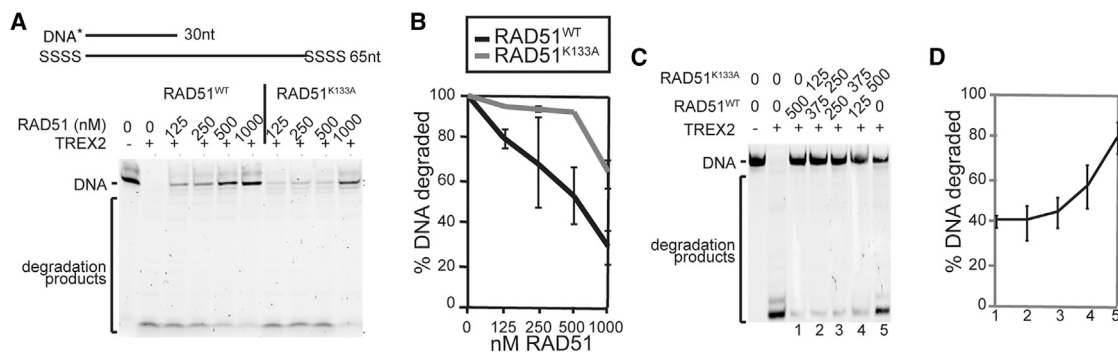 A
DNA* 30nt
SSSS SSSS 65nt
RAD51WT RAD51K133A
RAD51 (nM) 0 0 125 250 500 1000 125 250 500 1000
TREX2 - + + + + + + + + +
DNA
degradation
products
B
RAD51WT
RAD51K133A
100
80
60
40
20
0
% DNA degraded
0 125 250 500 1000
nM RAD51
C
RAD51K133A 0 0 0 125 250 375 500
RAD51WT 0 0 500 375 250 125 0
TREX2 - + + + + + +
DNA
degradation
products
1 2 3 4 5
D
100
80
60
40
20
0
% DNA degraded
1 2 3 4 5